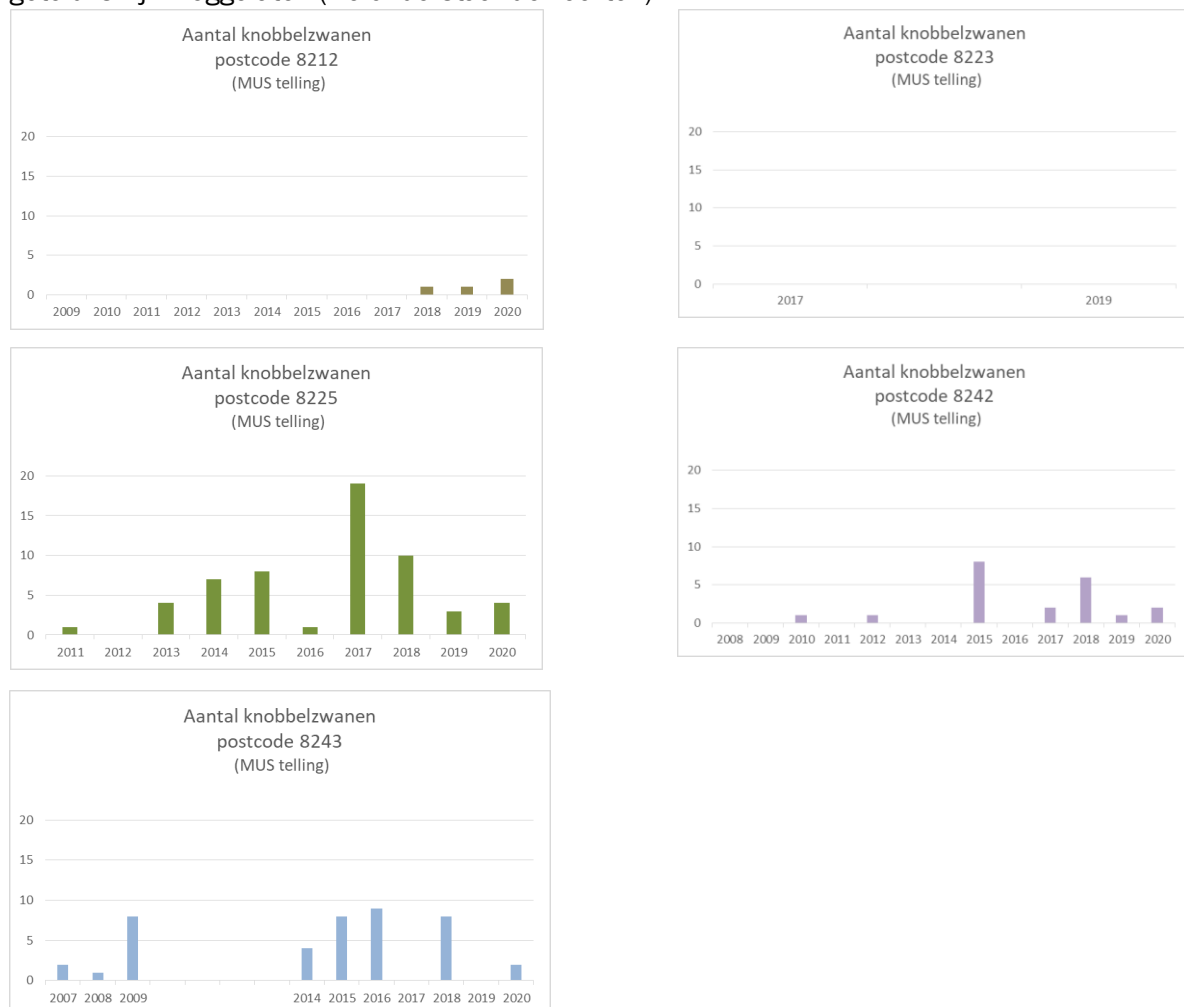 Aantal knobbelzwanen
postcode 8212
(MUS telling)
20
15
10
5
0
2009 2010 2011 2012 2013 2014 2015 2016 2017 2018 2019 2020
Aantal knobbelzwanen
postcode 8223
(MUS telling)
20
15
10
5
0
2017 2019
Aantal knobbelzwanen
postcode 8225
(MUS telling)
20
15
10
5
0
2011 2012 2013 2014 2015 2016 2017 2018 2019 2020
Aantal knobbelzwanen
postcode 8242
(MUS telling)
20
15
10
5
0
2008 2009 2010 2011 2012 2013 2014 2015 2016 2017 2018 2019 2020
Aantal knobbelzwanen
postcode 8243
(MUS telling)
20
15
10
5
0
2007 2008 2009 2014 2015 2016 2017 2018 2019 2020